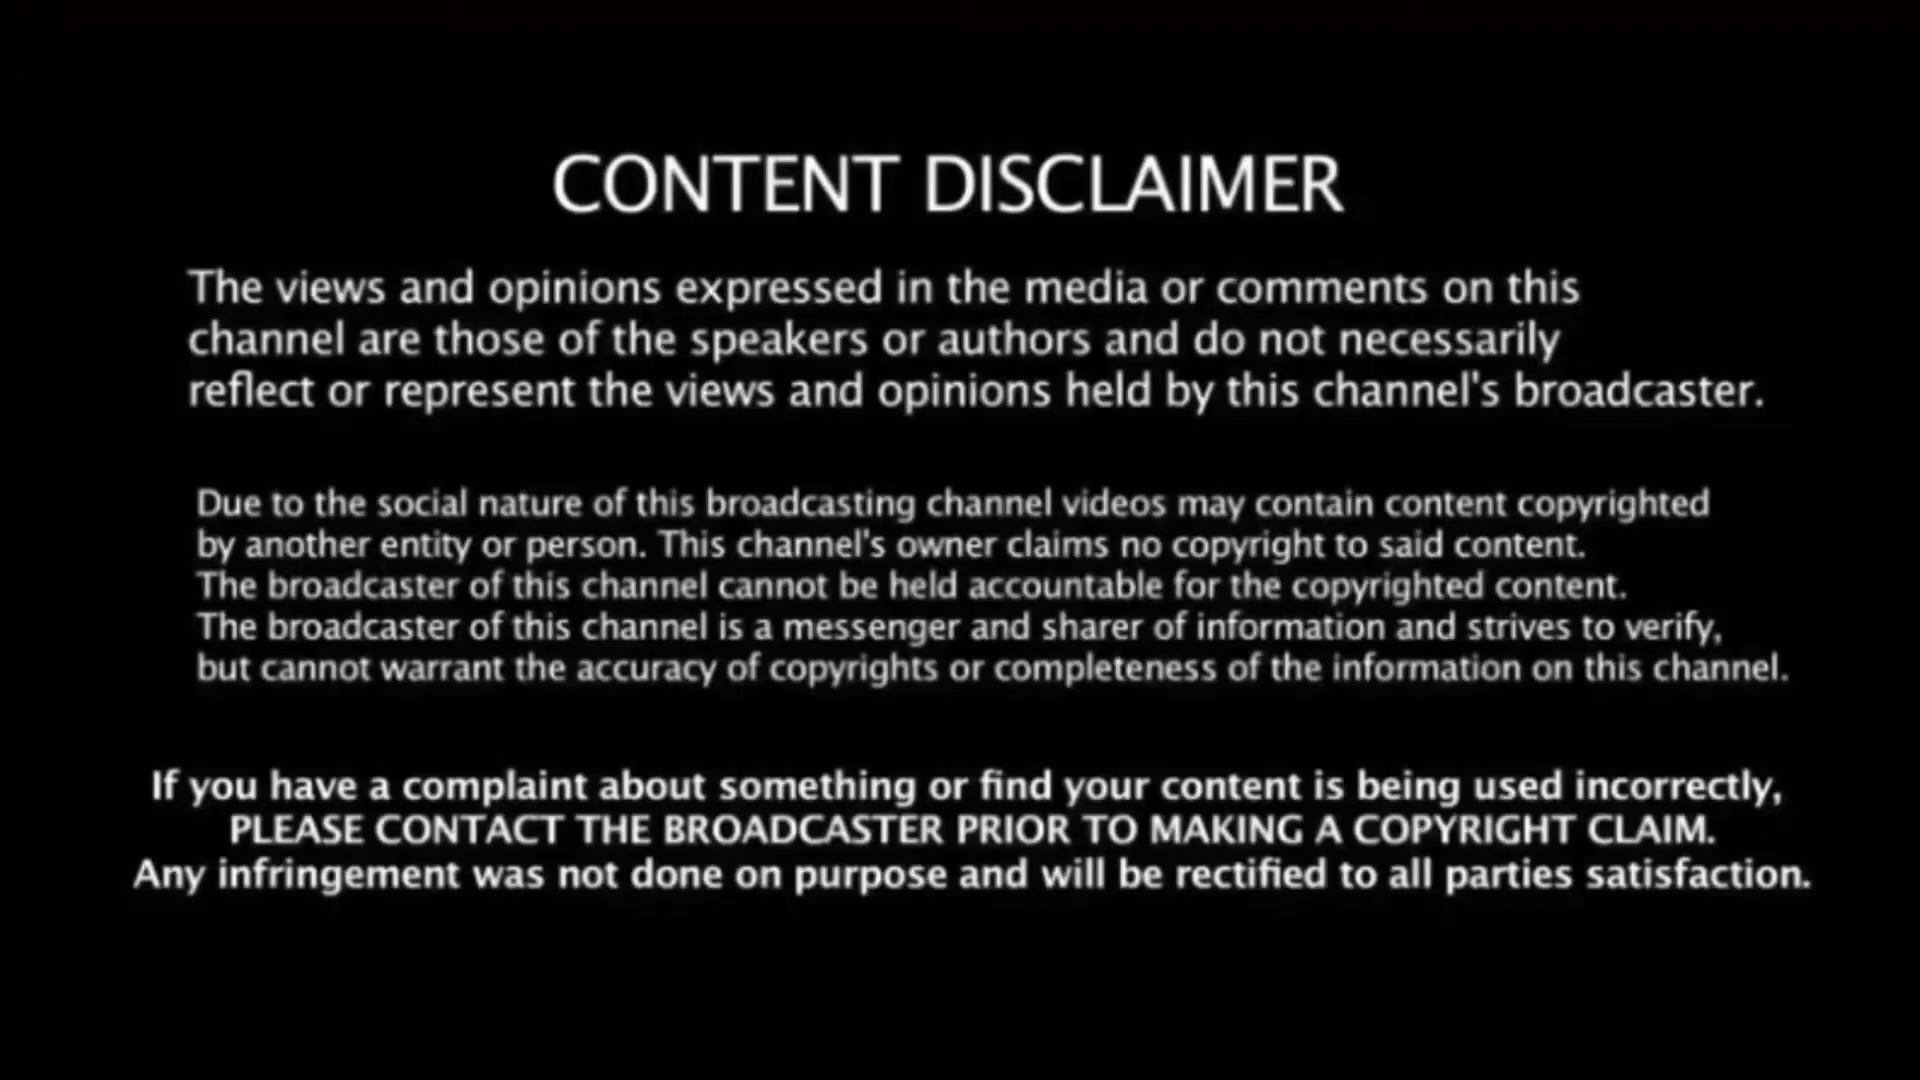 CONTENT DISCLAIMER
The views and opinions expressed in the media or comments on this
channel are those of the speakers or authors and do not necessarily
reflect or represent the views and opinions held by this channel's broadcaster.
Due to the social nature of this broadcasting channel videos may contain content copyrighted
by another entity or person. This channel's owner claims no copyright to said content.
The broadcaster of this channel cannot be held accountable for the copyrighted content.
The broadcaster of this channel is a messenger and sharer of information and strives to verify,
but cannot warrant the accuracy of copyrights or completeness of the information on this channel.
If you have a complaint about something or find your content is being used incorrectly,
PLEASE CONTACT THE BROADCASTER PRIOR TO MAKING A COPYRIGHT CLAIM.
Any infringement was not done on purpose and will be rectified to all parties satisfaction.